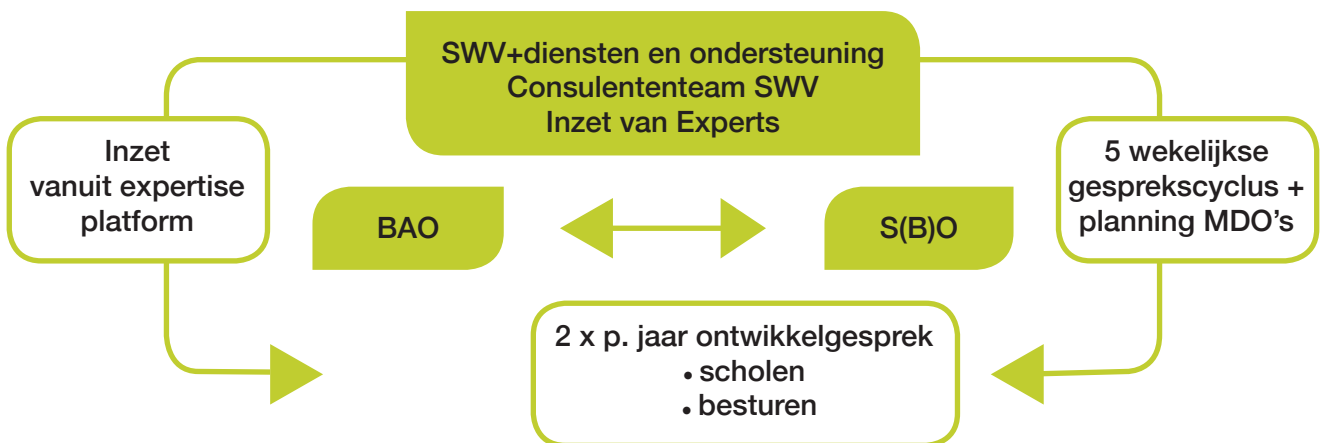 SWV+diensten en ondersteuning
Consulententeam SWV
Inzet van Experts
Inzet
vanuit expertise
platform
5 wekelijkse
gesprekscyclus +
planning MDO’s
BAO
S(B)O
2 x p. jaar ontwikkelgesprek
• scholen
• besturen